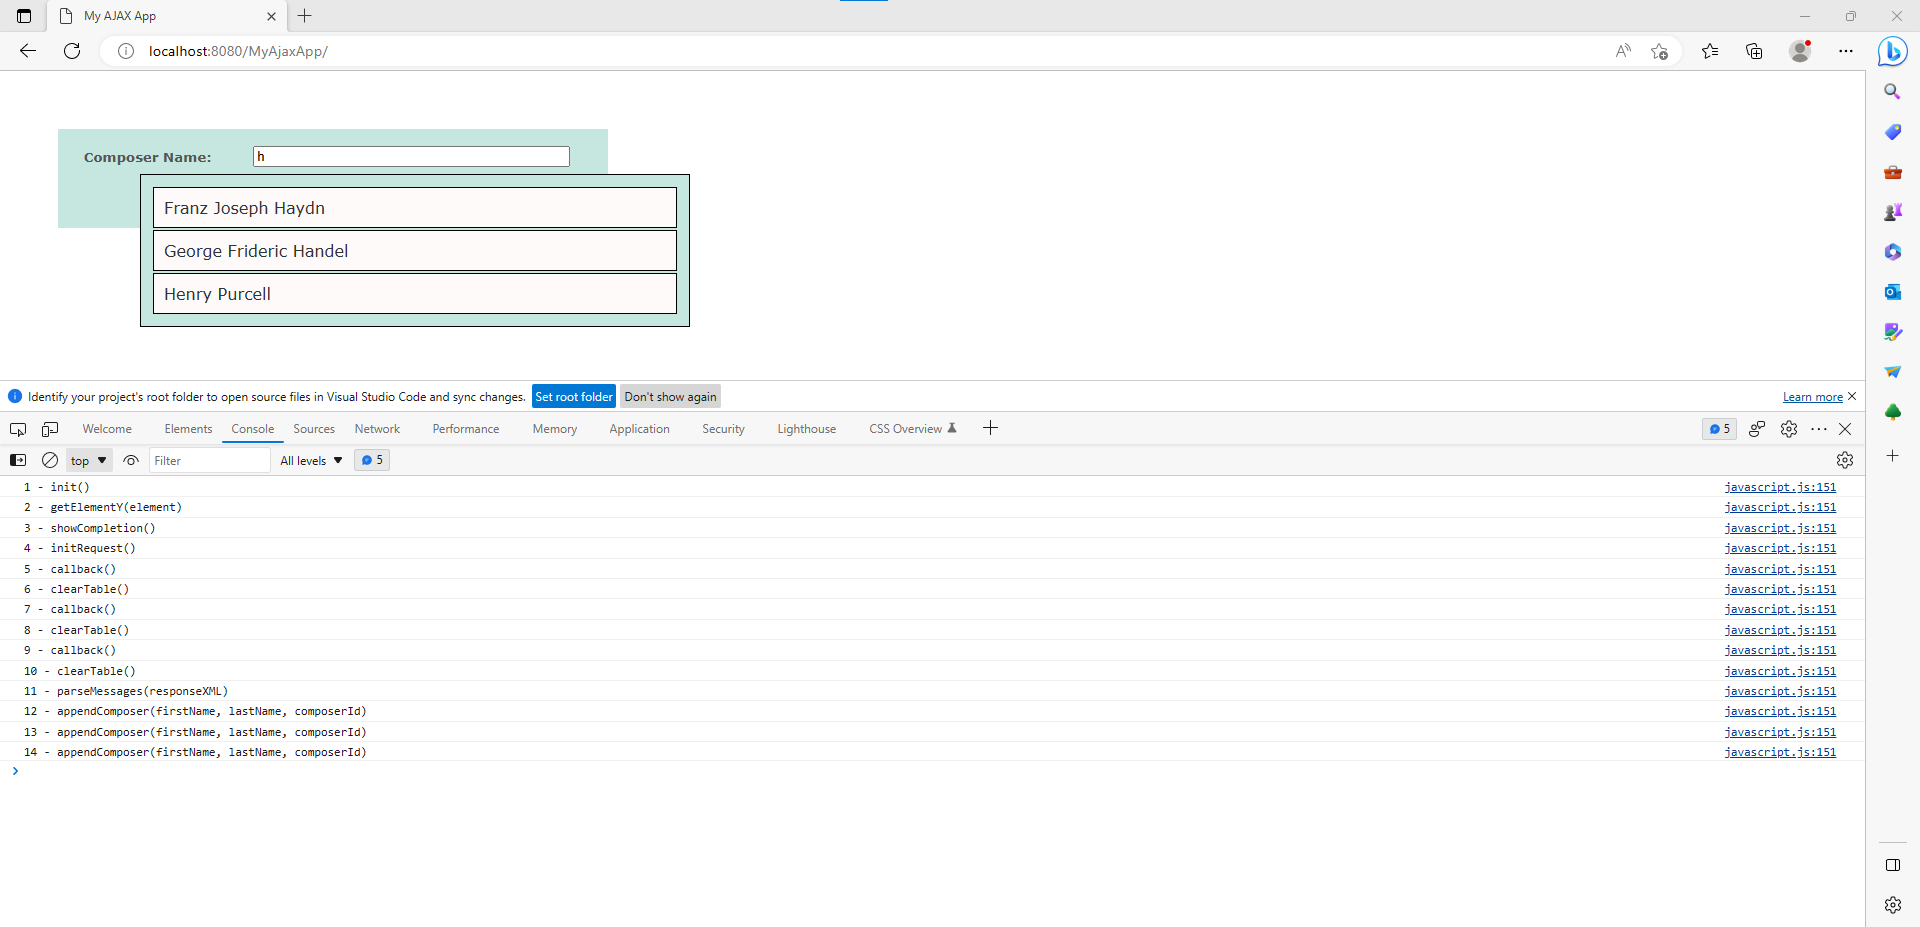 My AJAX App
localhost:8080/MyAjaxApp/
Composer Name: h
Franz Joseph Haydn
George Frideric Handel
Henry Purcell
Identify your project's root folder to open source files in Visual Studio Code and sync changes. Set root folder Don't show again Learn more
Welcome Elements Console Sources Network Performance Memory Application Security Lighthouse CSS Overview 5
top Filter All levels 5
1 - init() javascript.js:151
2 - getElementY(element) javascript.js:151
3 - showCompletion() javascript.js:151
4 - initRequest() javascript.js:151
5 - callback() javascript.js:151
6 - clearTable() javascript.js:151
7 - callback() javascript.js:151
8 - clearTable() javascript.js:151
9 - callback() javascript.js:151
10 - clearTable() javascript.js:151
11 - parseMessages(responseXML) javascript.js:151
12 - appendComposer(firstName, lastName, composerId) javascript.js:151
13 - appendComposer(firstName, lastName, composerId) javascript.js:151
14 - appendComposer(firstName, lastName, composerId) javascript.js:151